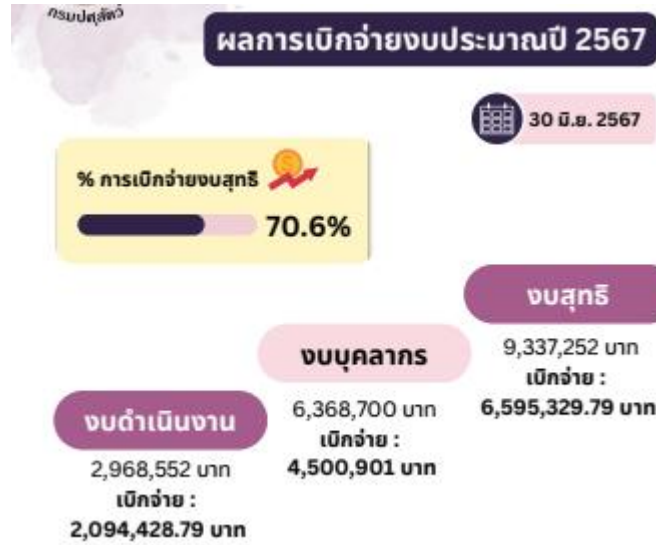 กรมปศุสัตว์
ผลการเบิกจ่ายงบประมาณปี 2567
30 มิ.ย. 2567
% การเบิกจ่ายงบสุทธิ
70.6%
งบสุทธิ
9,337,252 บาท
เบิกจ่าย :
6,595,329.79 บาท
งบบุคลากร
6,368,700 บาท
เบิกจ่าย :
4,500,901 บาท
งบดำเนินงาน
2,968,552 บาท
เบิกจ่าย :
2,094,428.79 บาท